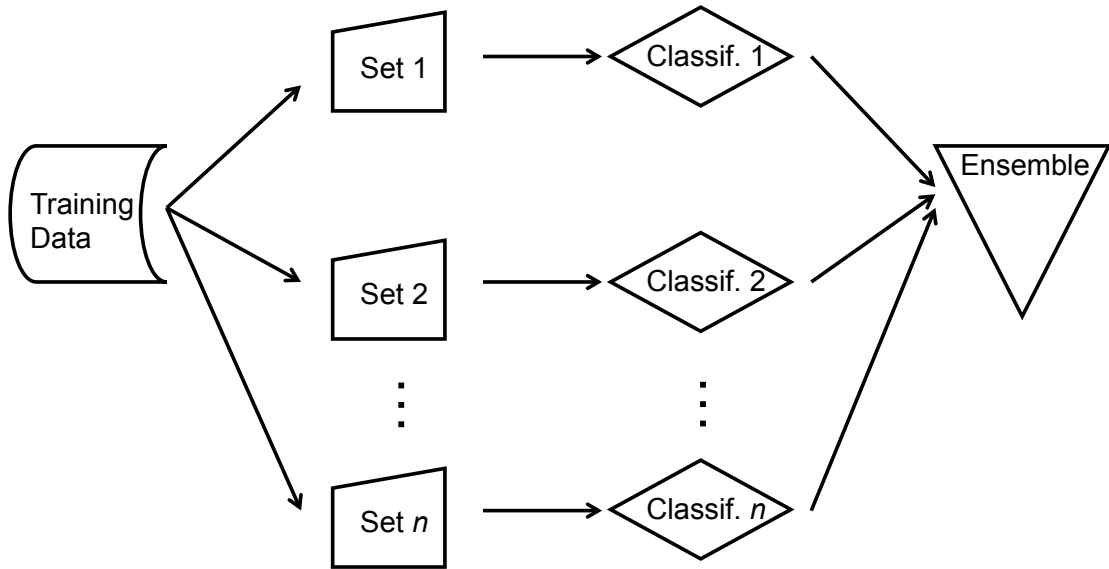 Set 1
Classif. 1
Training
Data
Ensemble
Set 2
Classif. 2
Set n
Classif. n